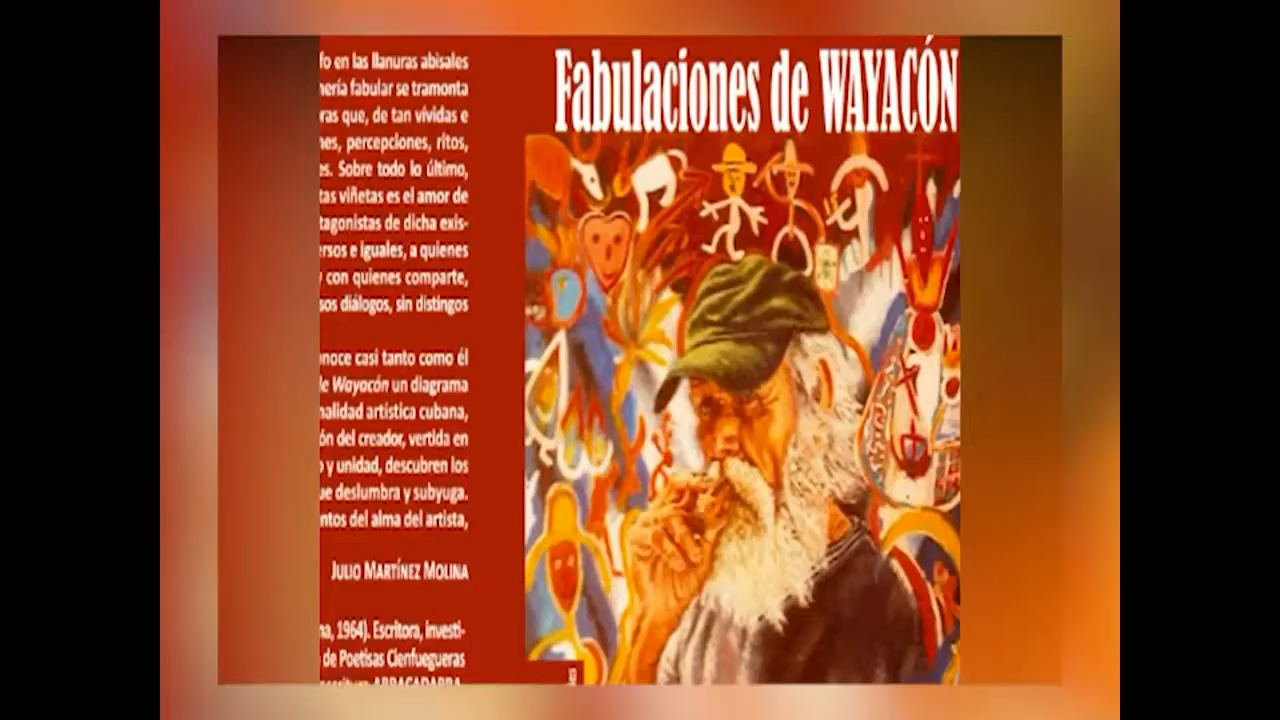 fo en las llanuras abisales
nería fabular se tramonta
ras que, de tan vívidas e
nes, percepciones, ritos,
es. Sobre todo lo último,
tas viñetas es el amor de
tagonistas de dicha exis-
ersos e iguales, a quienes
y con quienes comparte,
sos diálogos, sin distingos
onoce casi tanto como él
de Wayacón un diagrama
nalidad artística cubana,
ón del creador, vertida en
o y unidad, descubren los
ue deslumbra y subyuga.
ntos del alma del artista,
JULIO MARTÍNEZ MOLINA
na, 1964). Escritora, investi-
de Poetisas Cienfuegueras
ABRACADABRA
Fabulaciones de WAYACÓN